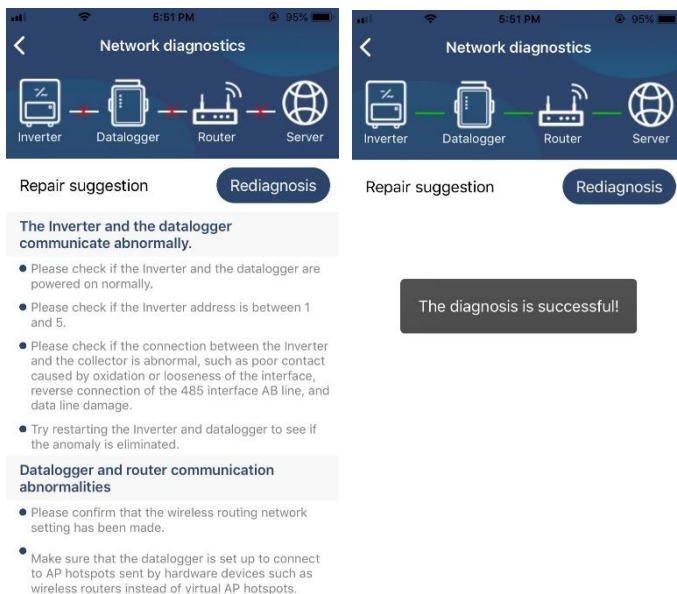 5:51 PM
95%
Network diagnostics
Inverter Datalogger Router Server
Repair suggestion
Rediagnosis
The Inverter and the datalogger
communicate abnormally.
Please check if the Inverter and the datalogger are
powered on normally.
Please check if the Inverter address is between 1
and 5.
Please check if the connection between the Inverter
and the collector is abnormal, such as poor contact
caused by oxidation or looseness of the interface,
reverse connection of the 485 interface AB line, and
data line damage.
Try restarting the Inverter and datalogger to see if
the anomaly is eliminated.
Datalogger and router communication
abnormalities
Please confirm that the wireless routing network
setting has been made.
Make sure that the datalogger is set up to connect
to AP hotspots sent by hardware devices such as
wireless routers instead of virtual AP hotspots.
5:51 PM
95%
Network diagnostics
Inverter Datalogger Router Server
Repair suggestion
Rediagnosis
The diagnosis is successful!